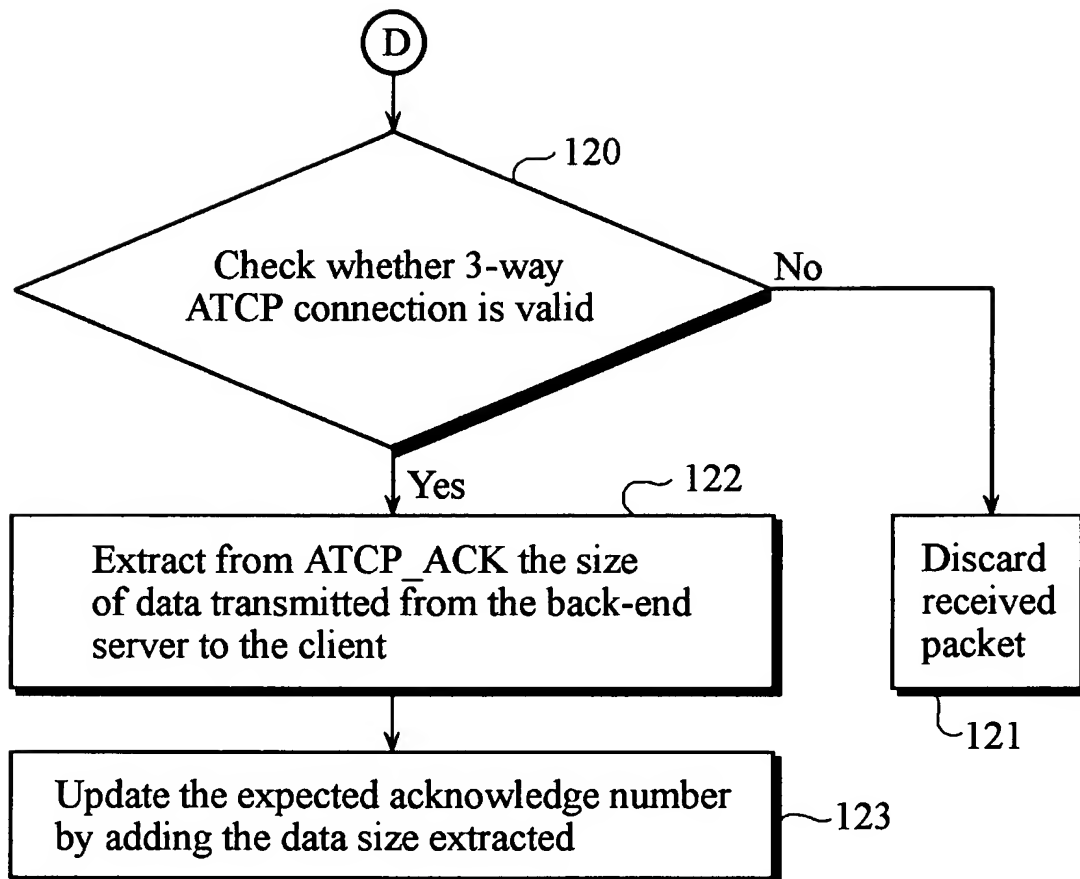 D
120
Check whether 3-way
ATCP connection is valid
No
Yes
122
Extract from ATCP_ACK the size
of data transmitted from the back-end
server to the client
Discard
received
packet
121
Update the expected acknowledge number
by adding the data size extracted
123